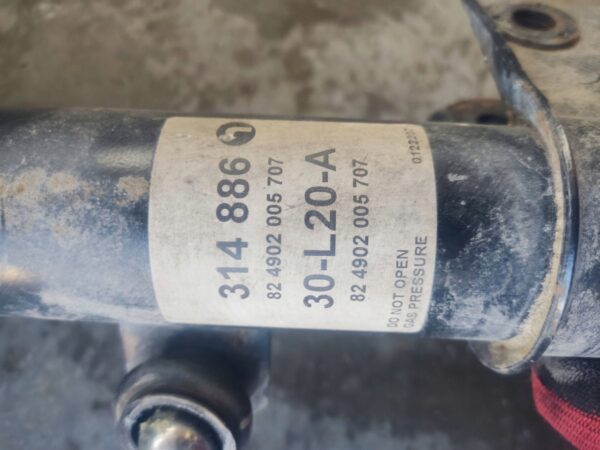 314 886
82 4902 005 707
30-L20-A
82 4902 005 707
DO NOT OPEN
GAS PRESSURE